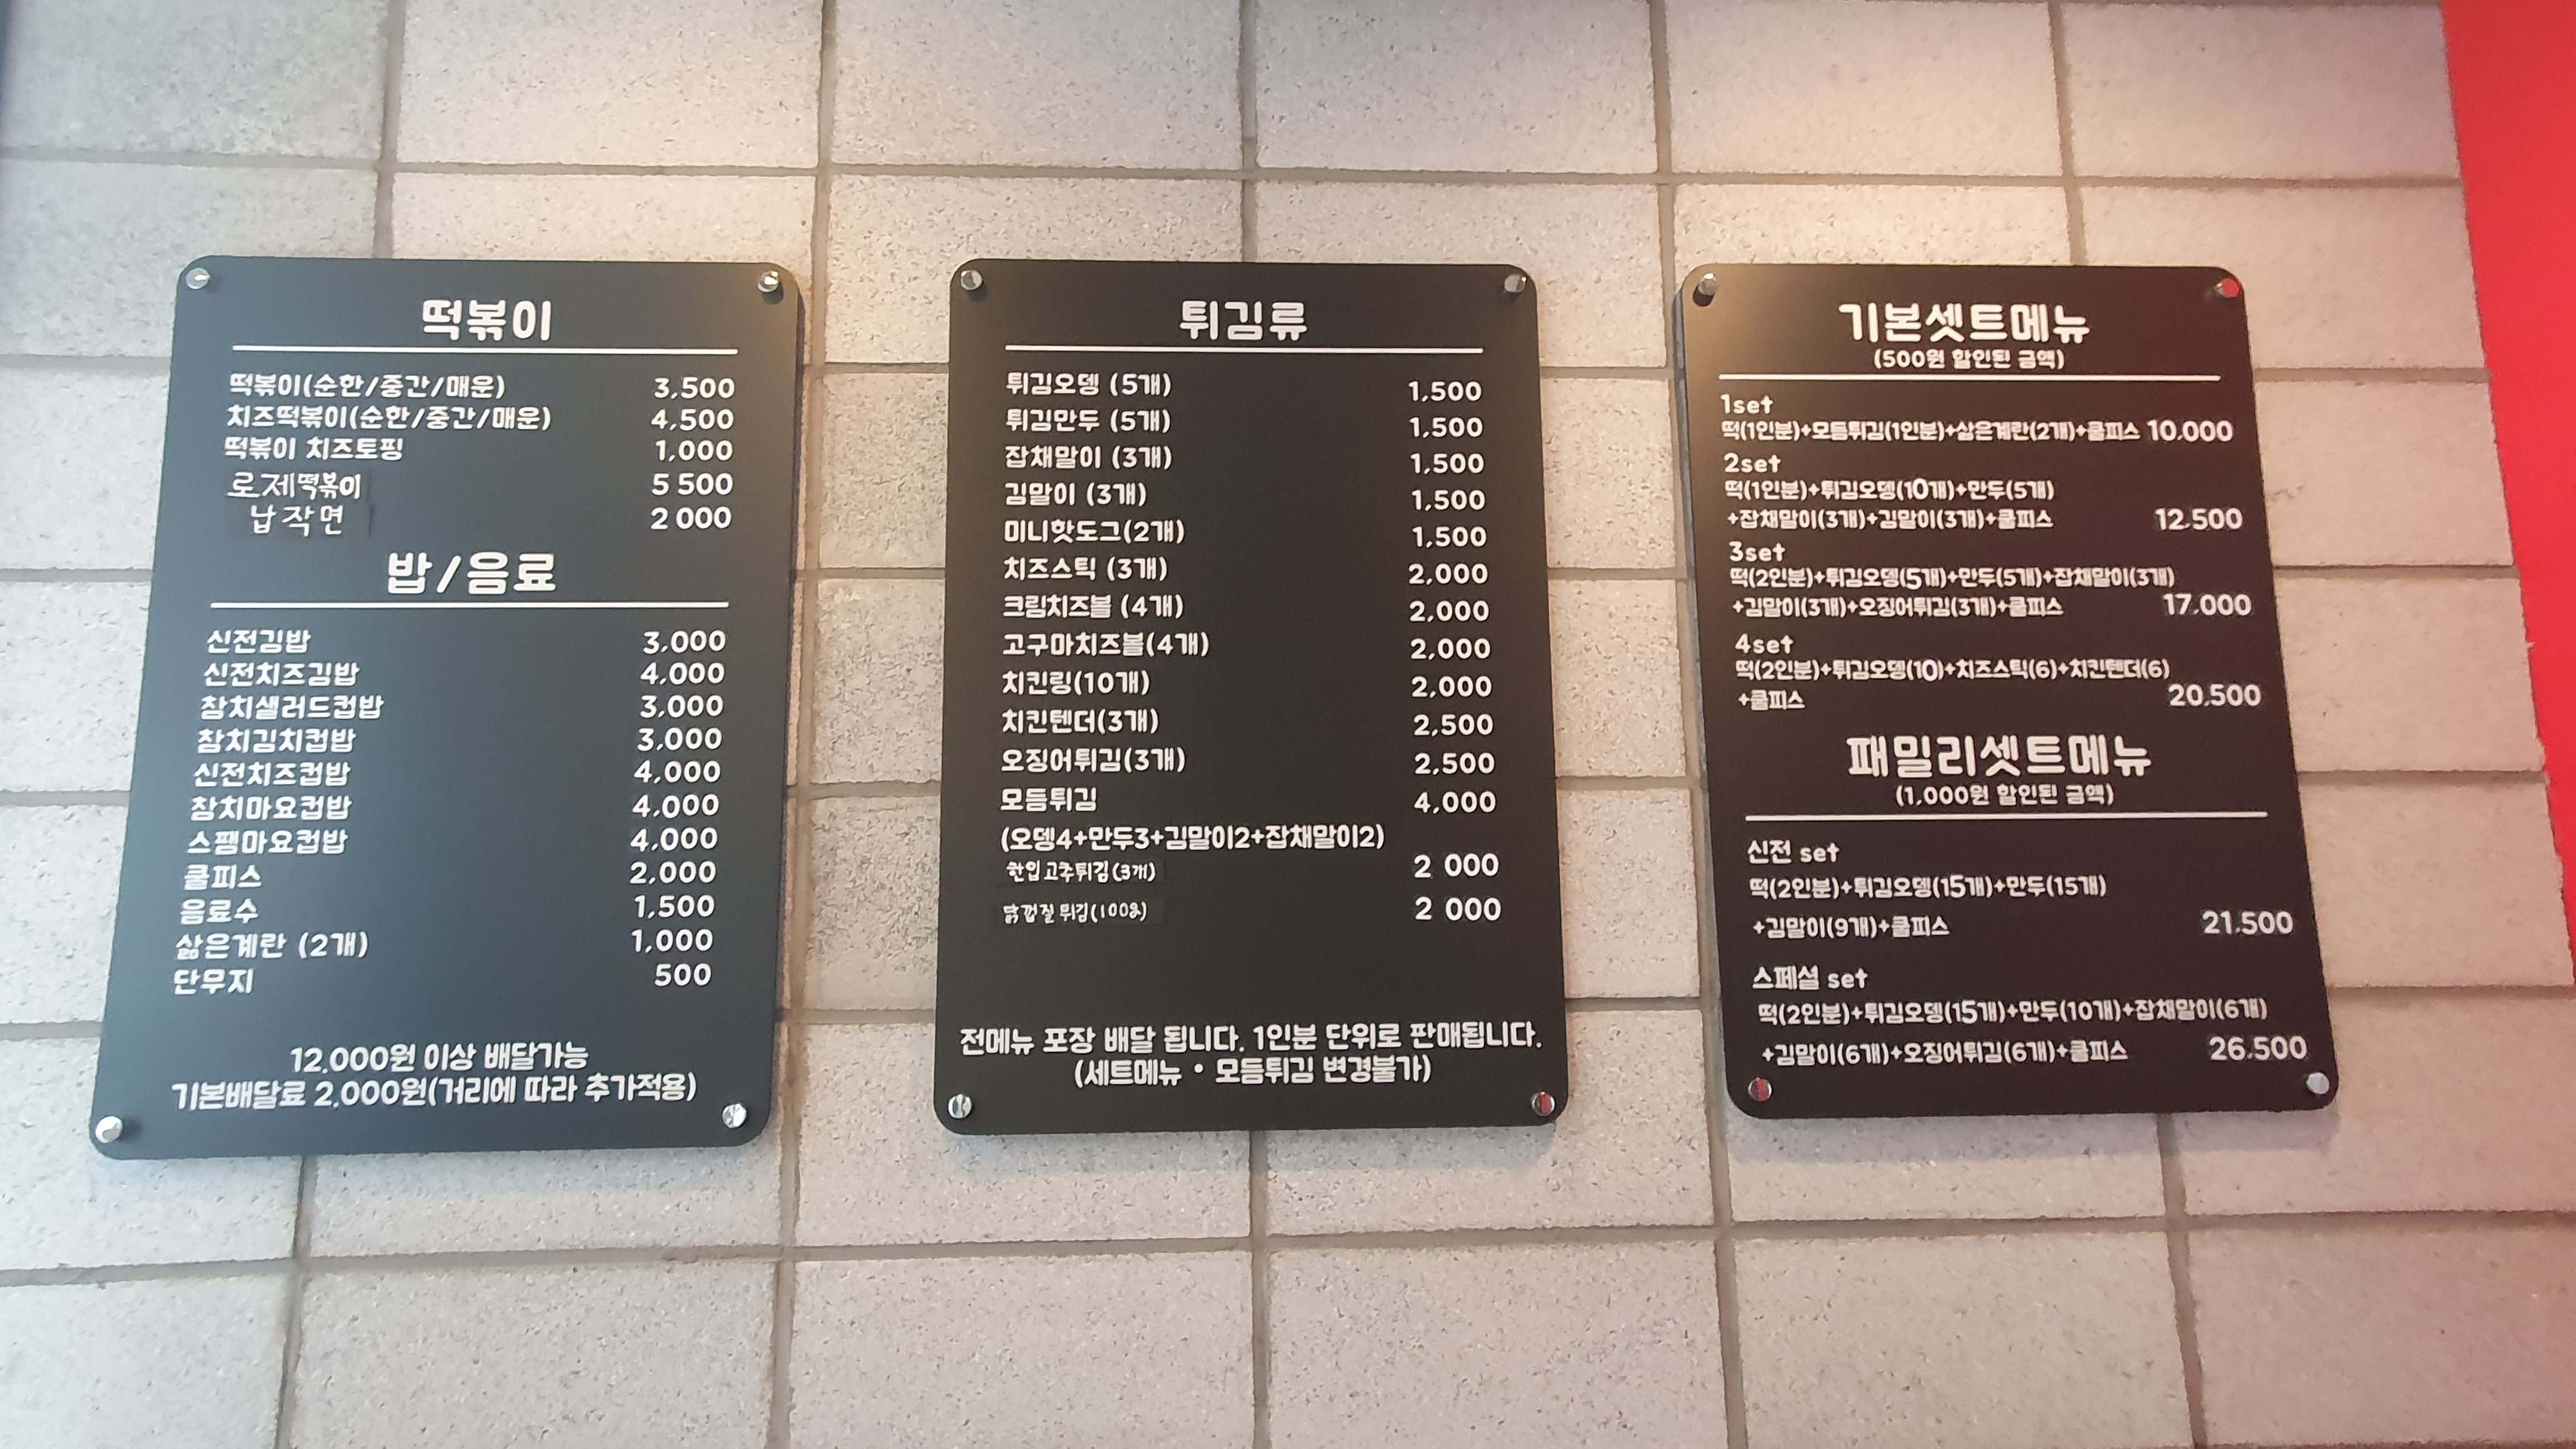 떡볶이
떡볶이(순한/중간/매운) 3,500
치즈떡볶이(순한/중간/매운) 4,500
떡볶이 치즈토핑 1,000
로제떡볶이 5 500
납작면 2 000
밥/음료
신전김밥 3,000
신전치즈김밥 4,000
참치샐러드컵밥 3,000
참치김치컵밥 3,000
신전치즈컵밥 4,000
참치마요컵밥 4,000
스팸마요컵밥 4,000
쿨피스 2,000
음료수 1,500
삶은계란 (2개) 1,000
단무지 500
12,000원 이상 배달가능
기본배달료 2,000원(거리에 따라 추가적용)
튀김류
튀김오뎅 (5개) 1,500
튀김만두 (5개) 1,500
잡채말이 (3개) 1,500
김말이 (3개) 1,500
미니핫도그(2개) 1,500
치즈스틱 (3개) 2,000
크림치즈볼 (4개) 2,000
고구마치즈볼(4개) 2,000
치킨링(10개) 2,000
치킨텐더(3개) 2,500
오징어튀김(3개) 2,500
모듬튀김 4,000
(오뎅4+만두3+김말이2+잡채말이2)
한입고추튀김(3개) 2 000
닭껍질튀김(100g) 2 000
전메뉴 포장 배달 됩니다. 1인분 단위로 판매됩니다.
(세트메뉴 • 모듬튀김 변경불가)
기본셋트메뉴
(500원 할인된 금액)
1set
떡(1인분)+모듬튀김(1인분)+삶은계란(2개)+쿨피스 10,000
2set
떡(1인분)+튀김오뎅(10개)+만두(5개)
+잡채말이(3개)+김말이(3개)+쿨피스 12,500
3set
떡(2인분)+튀김오뎅(5개)+만두(5개)+잡채말이(3개)
+김말이(3개)+오징어튀김(3개)+쿨피스 17,000
4set
떡(2인분)+튀김오뎅(10)+치즈스틱(6)+치킨텐더(6)
+쿨피스 20,500
패밀리셋트메뉴
(1,000원 할인된 금액)
신전 set
떡(2인분)+튀김오뎅(15개)+만두(15개)
+김말이(9개)+쿨피스 21,500
스페셜 set
떡(2인분)+튀김오뎅(15개)+만두(10개)+잡채말이(6개)
+김말이(6개)+오징어튀김(6개)+쿨피스 26,500